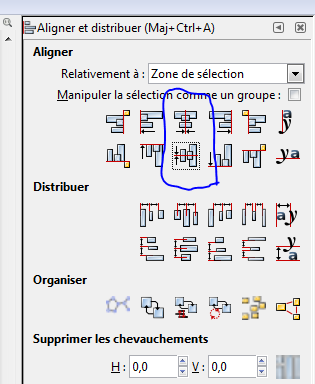 Aligner et distribuer (Maj+Ctrl+A)
Aligner
Relativement à : Zone de sélection
Manipuler la sélection comme un groupe :
Distribuer
Organiser
Supprimer les chevauchements
H : 0,0 V : 0,0